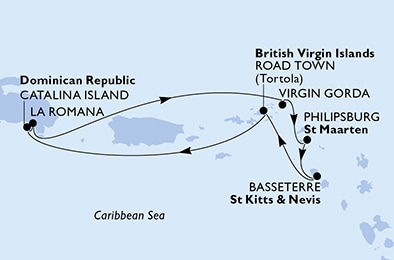 British Virgin Islands
ROAD TOWN
(Tortola)
Dominican Republic
CATALINA ISLAND
LA ROMANA
VIRGIN GORDA
PHILIPSBURG
St Maarten
BASSETERRE
St Kitts & Nevis
Caribbean Sea